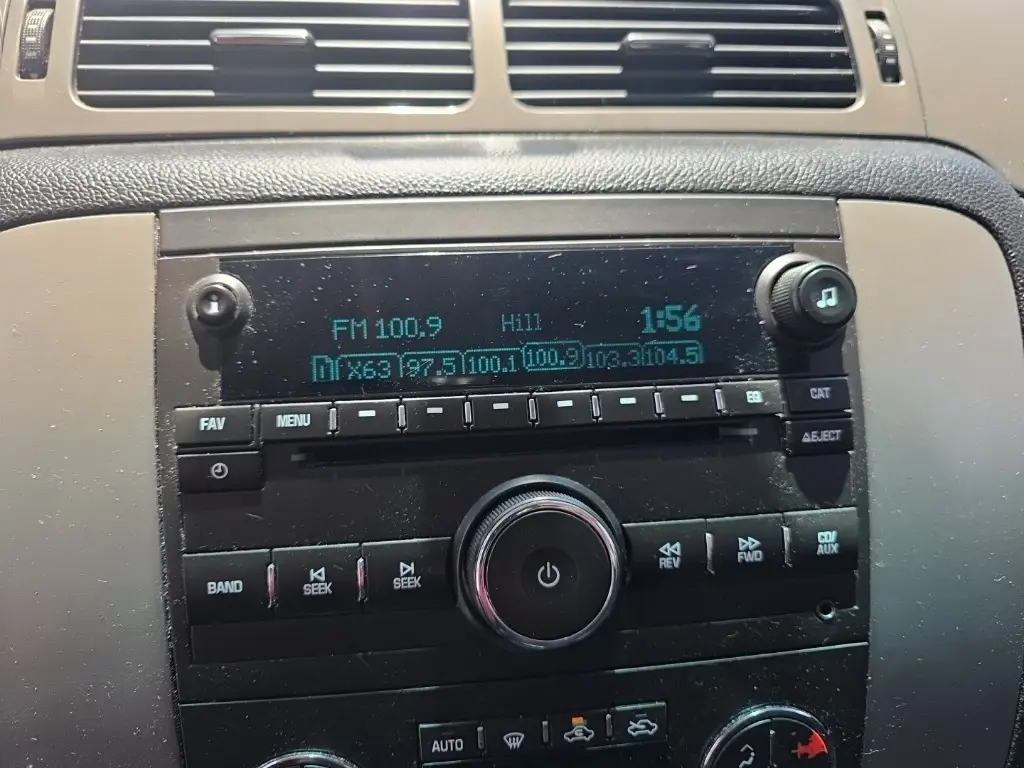 FM 100.9 Hill 1:56
X63 97.5 100.1 100.9 103.3 104.5
FAV MENU EQ CAT
EJECT
BAND SEEK SEEK REV FWD CD/
AUX
AUTO